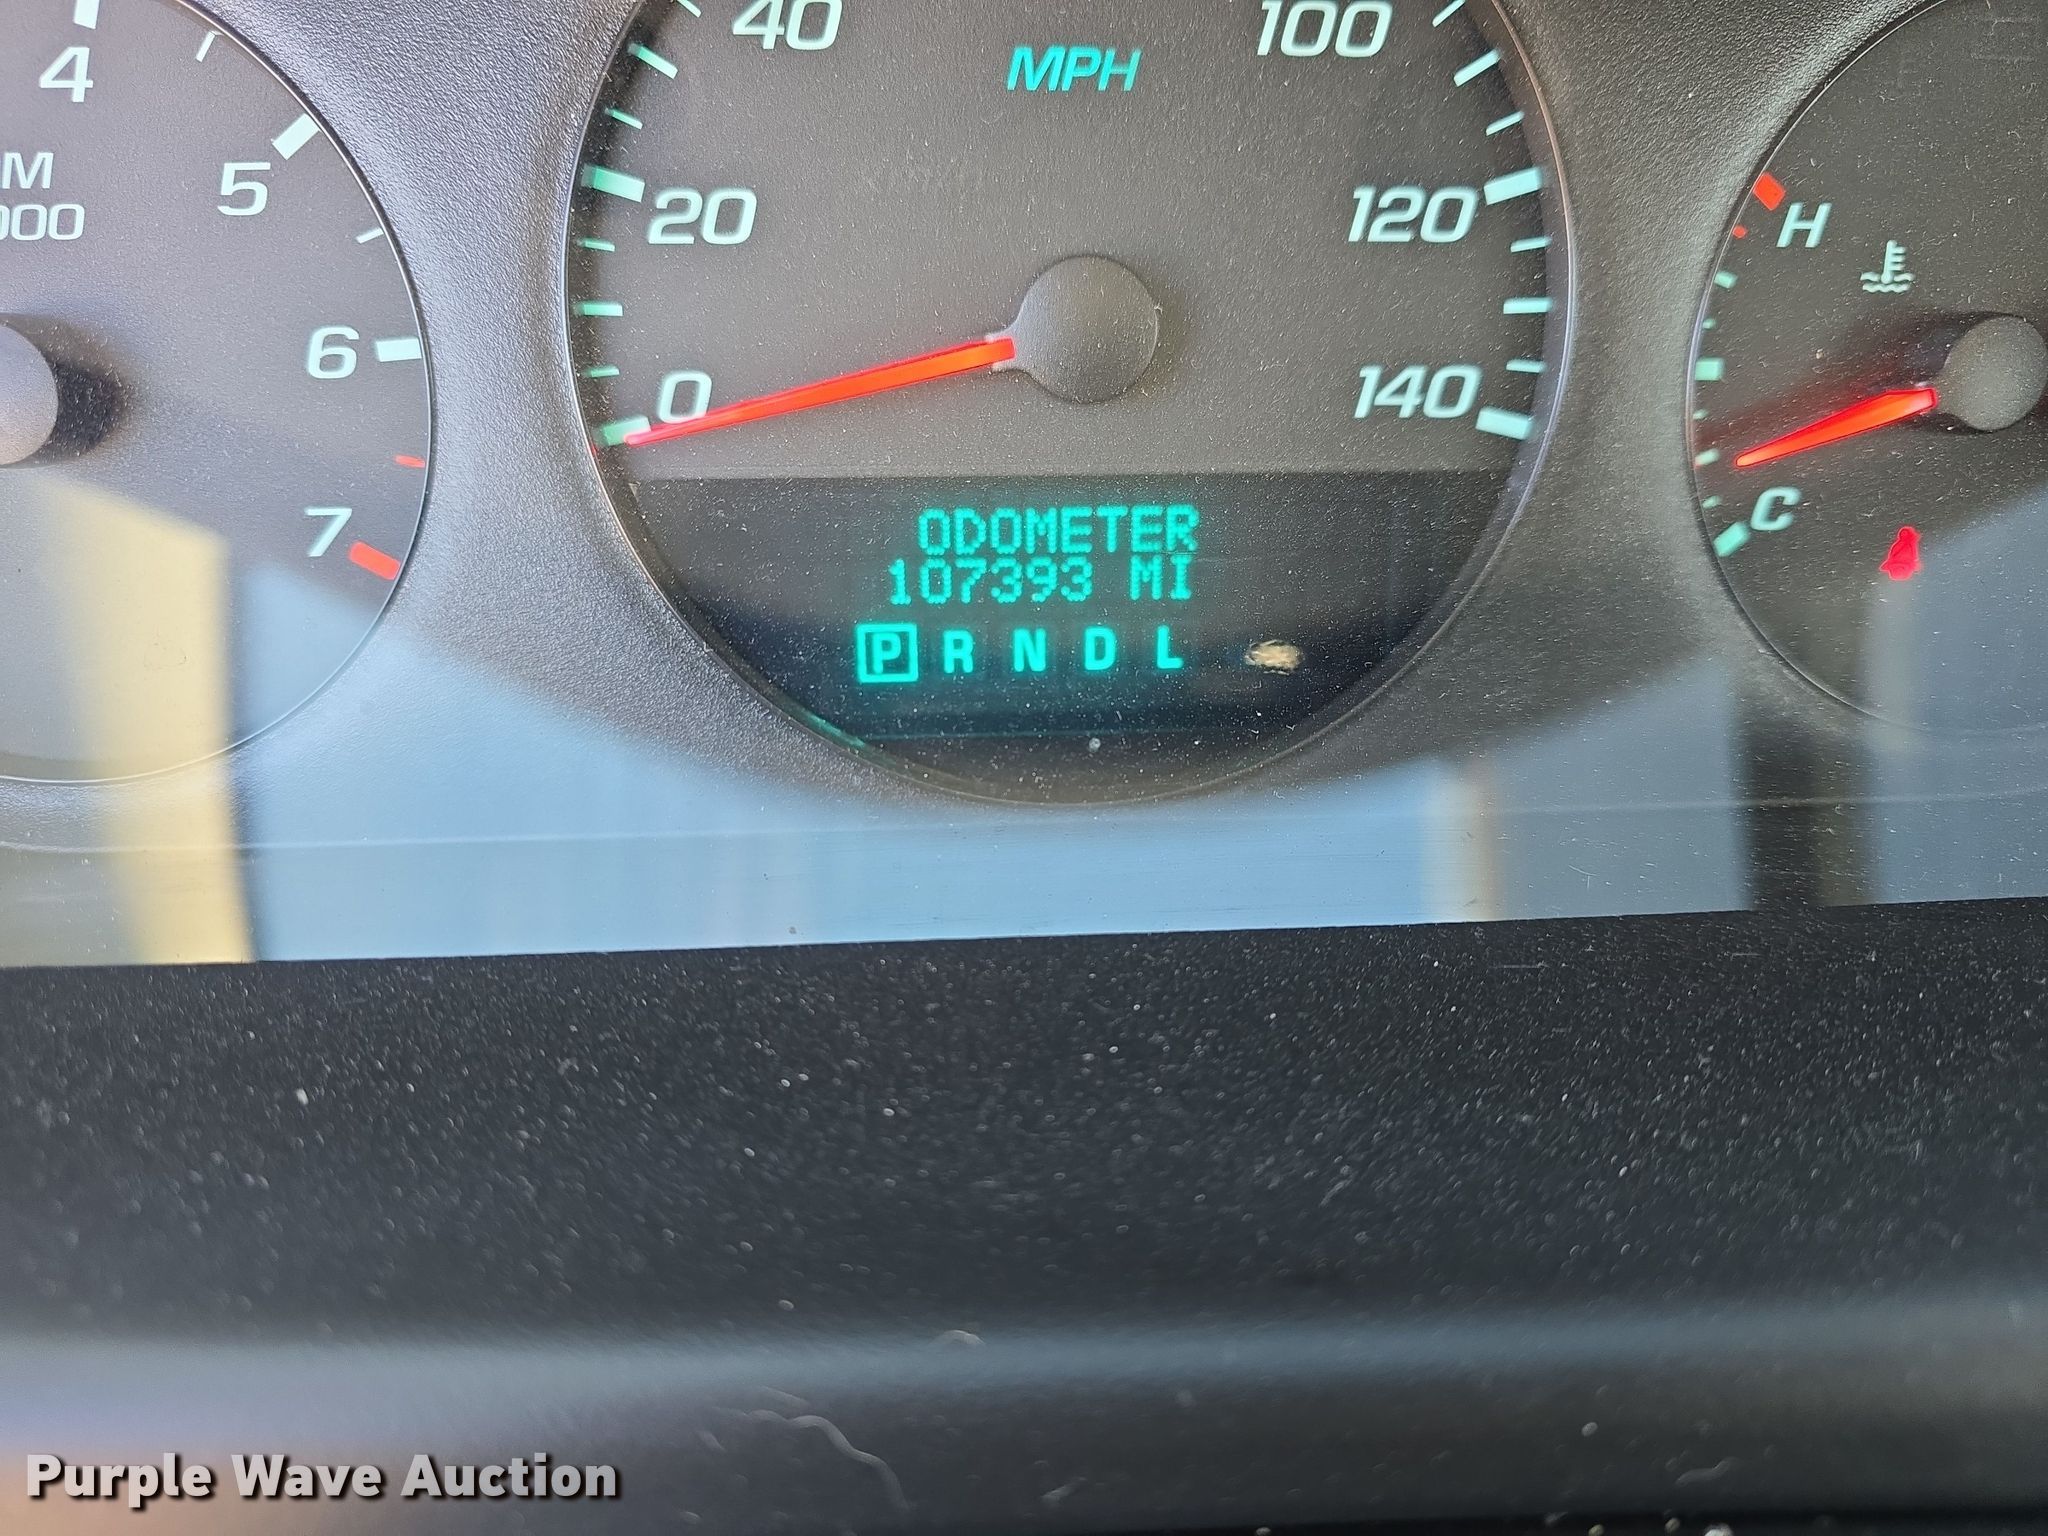 4
5
6
7
M
000
MPH
0
20
40
100
120
140
H
C
ODOMETER
107393 MI
P R N D L
Purple Wave Auction